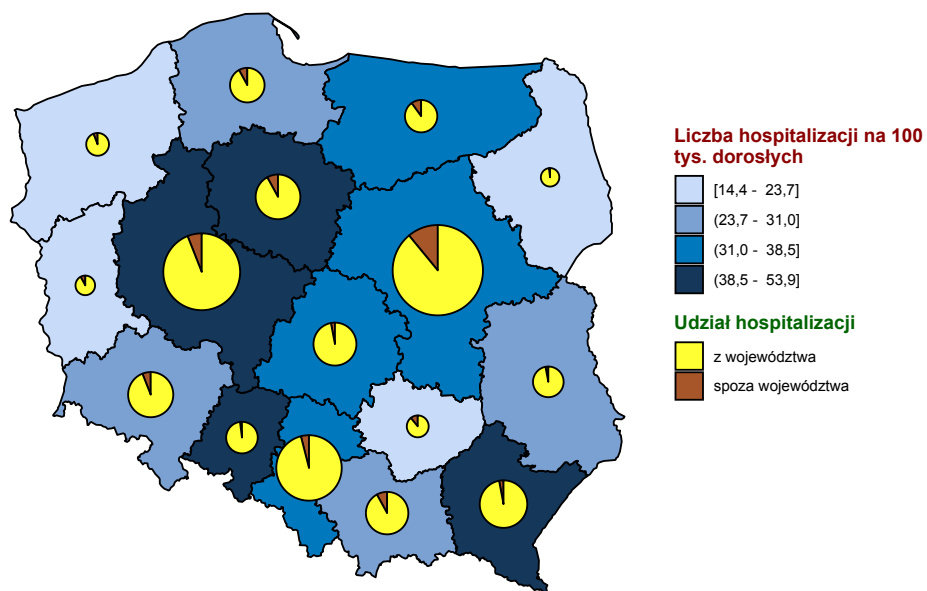 Liczba hospitalizacji na 100
tys. dorosłych
[14,4 - 23,7]
(23,7 - 31,0]
(31,0 - 38,5]
(38,5 - 53,9]
Udział hospitalizacji
z województwa
spoza województwa